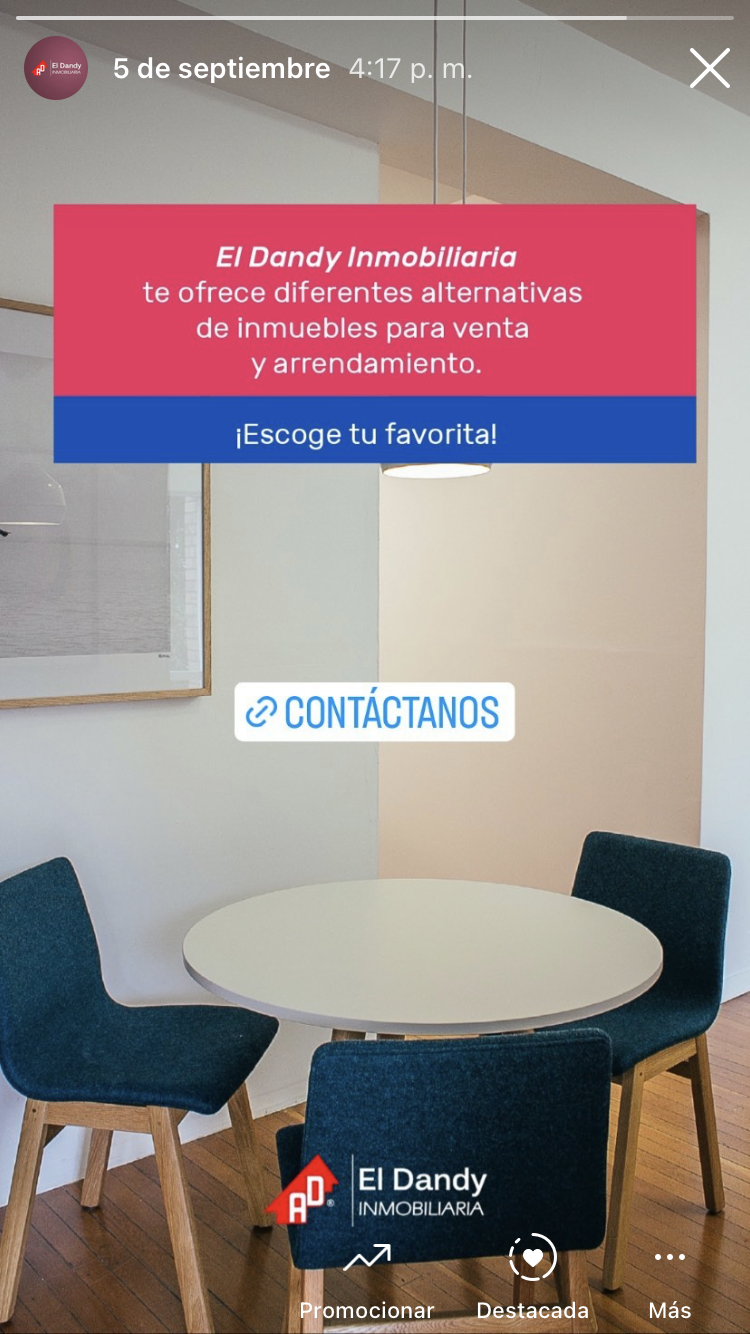 El Dandy
INMOBILIARIA
5 de septiembre 4:17 p. m.
El Dandy Inmobiliaria
te ofrece diferentes alternativas
de inmuebles para venta
y arrendamiento.
¡Escoge tu favorita!
CONTÁCTANOS
AD® El Dandy
INMOBILIARIA
Promocionar Destacada Más